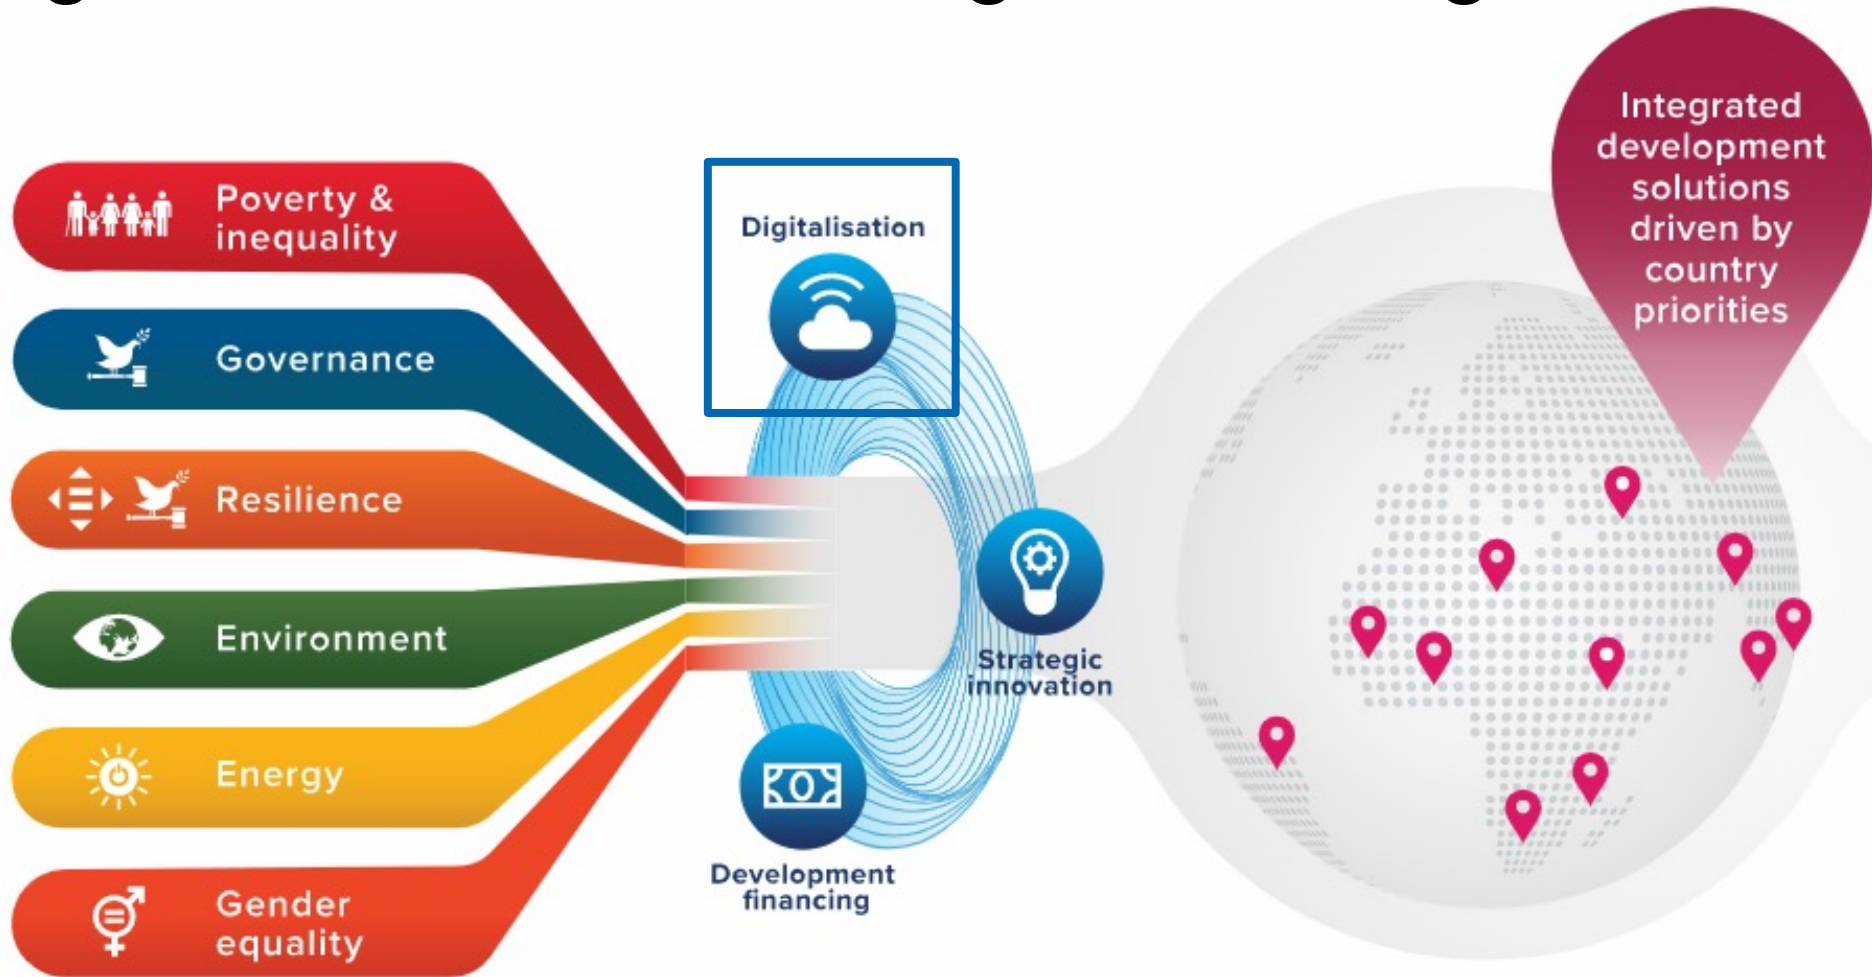 Poverty &
inequality
Governance
Resilience
Environment
Energy
Gender
equality
Digitalisation
Strategic
innovation
Development
financing
Integrated
development
solutions
driven by
country
priorities